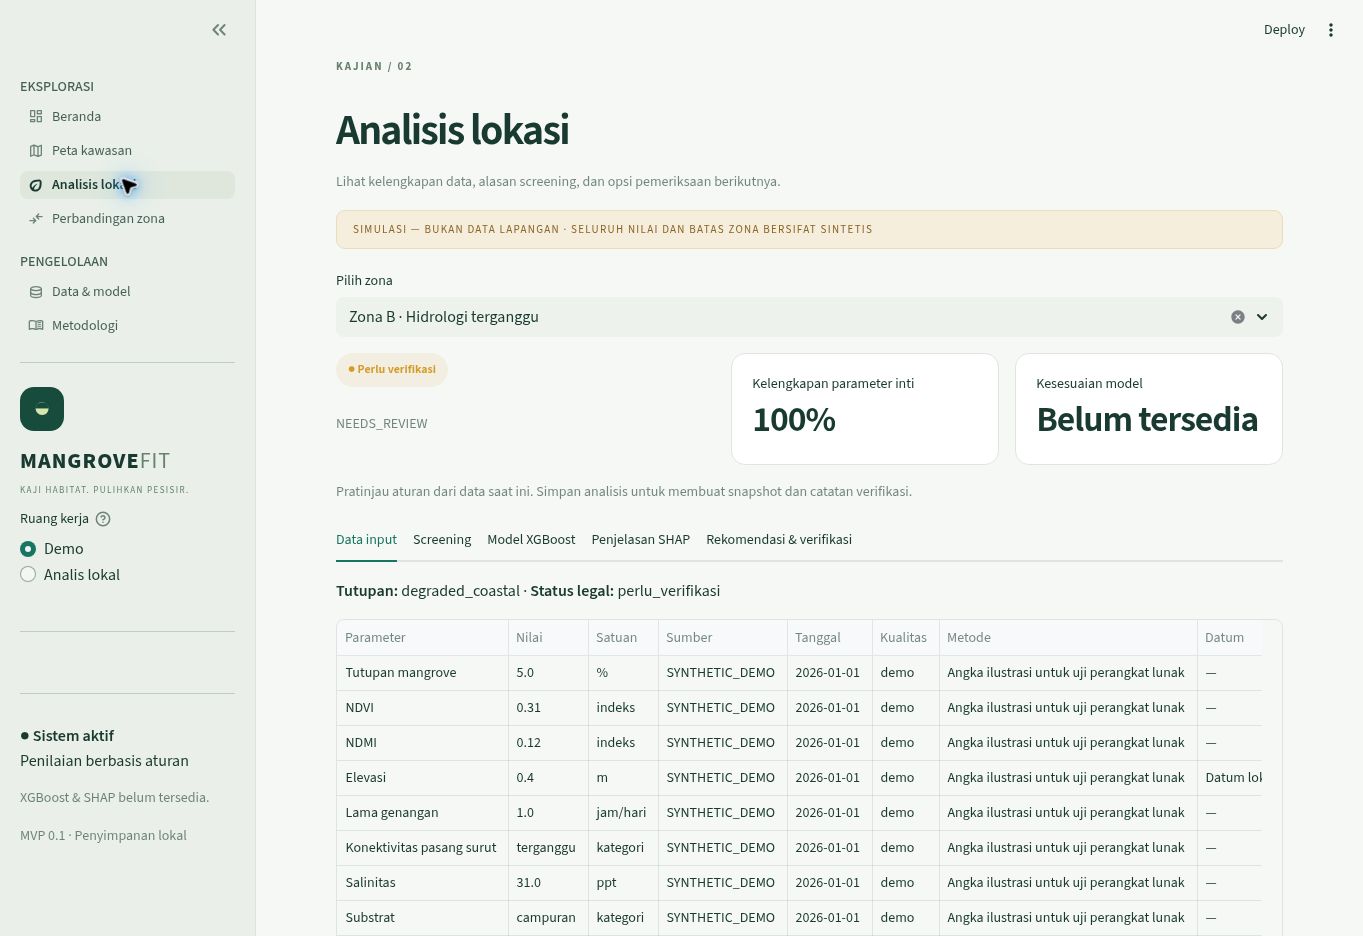 Deploy
EKSPLORASI
Beranda
Peta kawasan
Analisis lok
Perbandingan zona
PENGELOLAAN
Data & model
Metodologi
MANGROVEFIT
KAJI HABITAT. PULIHKAN PESISIR.
Ruang kerja
Demo
Analis lokal
Sistem aktif
Penilaian berbasis aturan
XGBoost & SHAP belum tersedia.
MVP 0.1 · Penyimpanan lokal
KAJIAN / 02
Analisis lokasi
Lihat kelengkapan data, alasan screening, dan opsi pemeriksaan berikutnya.
SIMULASI — BUKAN DATA LAPANGAN · SELURUH NILAI DAN BATAS ZONA BERSIFAT SINTETIS
Pilih zona
Zona B · Hidrologi terganggu
Perlu verifikasi
NEEDS_REVIEW
Kelengkapan parameter inti
100%
Kesesuaian model
Belum tersedia
Pratinjau aturan dari data saat ini. Simpan analisis untuk membuat snapshot dan catatan verifikasi.
Data input Screening Model XGBoost Penjelasan SHAP Rekomendasi & verifikasi
Tutupan: degraded_coastal · Status legal: perlu_verifikasi
Parameter Nilai Satuan Sumber Tanggal Kualitas Metode Datum
Tutupan mangrove 5.0 % SYNTHETIC_DEMO 2026-01-01 demo Angka ilustrasi untuk uji perangkat lunak —
NDVI 0.31 indeks SYNTHETIC_DEMO 2026-01-01 demo Angka ilustrasi untuk uji perangkat lunak —
NDMI 0.12 indeks SYNTHETIC_DEMO 2026-01-01 demo Angka ilustrasi untuk uji perangkat lunak —
Elevasi 0.4 m SYNTHETIC_DEMO 2026-01-01 demo Angka ilustrasi untuk uji perangkat lunak Datum lok
Lama genangan 1.0 jam/hari SYNTHETIC_DEMO 2026-01-01 demo Angka ilustrasi untuk uji perangkat lunak —
Konektivitas pasang surut terganggu kategori SYNTHETIC_DEMO 2026-01-01 demo Angka ilustrasi untuk uji perangkat lunak —
Salinitas 31.0 ppt SYNTHETIC_DEMO 2026-01-01 demo Angka ilustrasi untuk uji perangkat lunak —
Substrat campuran kategori SYNTHETIC_DEMO 2026-01-01 demo Angka ilustrasi untuk uji perangkat lunak —